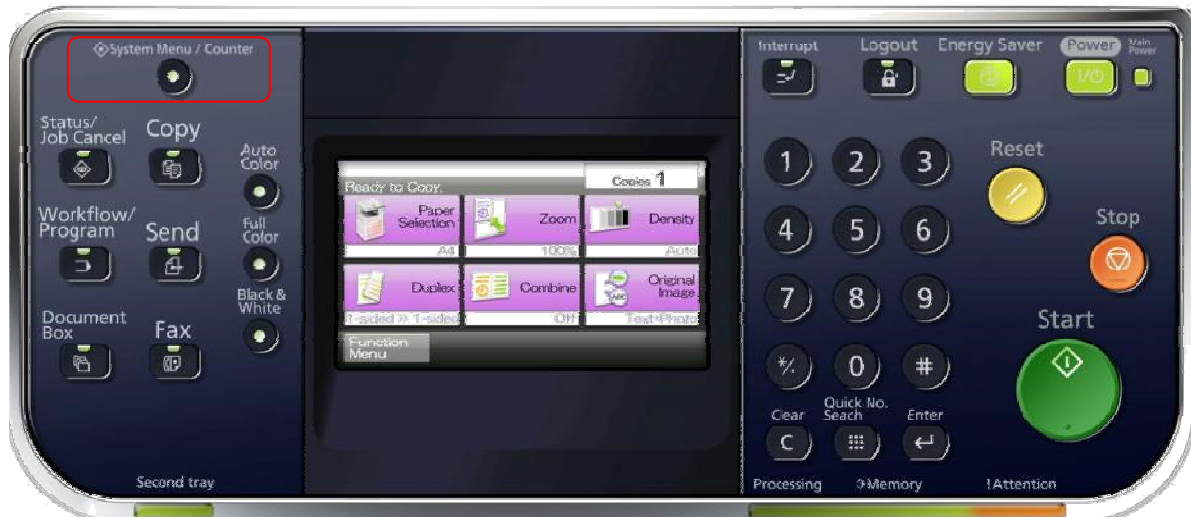 System Menu / Counter
Status/
Job Cancel
Copy
Auto
Color
Workflow/
Program
Send
Full
Color
Black &
White
Document
Box
Fax
Second tray
Ready to Copy.
Copies 1
Paper
Selection
A4
Zoom
100%
Density
Auto
Duplex
1-sided >> 1-sided
Combine
Off
Original
Image
Text+Photo
Function
Menu
Interrupt
Logout
Energy Saver
Power
Main
Power
1
2
3
Reset
4
5
6
Stop
7
8
9
Start
*/.
0
#
Clear
Quick No.
Seach
Enter
C
Processing
Memory
Attention